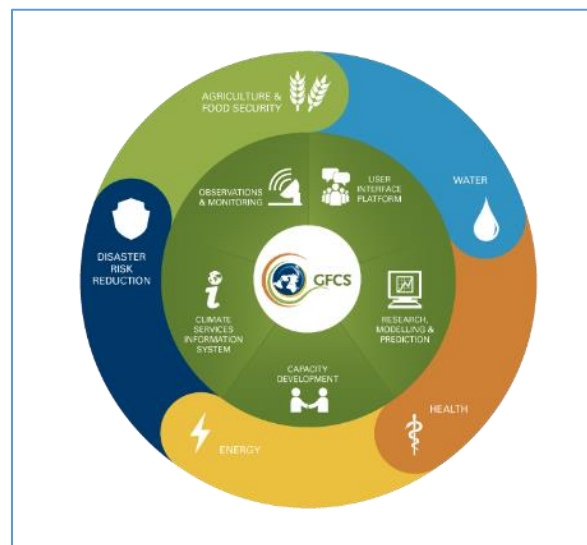 AGRICULTURE &
FOOD SECURITY
WATER
HEALTH
ENERGY
DISASTER
RISK
REDUCTION
OBSERVATIONS
& MONITORING
USER
INTERFACE
PLATFORM
RESEARCH,
MODELLING &
PREDICTION
CAPACITY
DEVELOPMENT
CLIMATE
SERVICES
INFORMATION
SYSTEM
GFCS